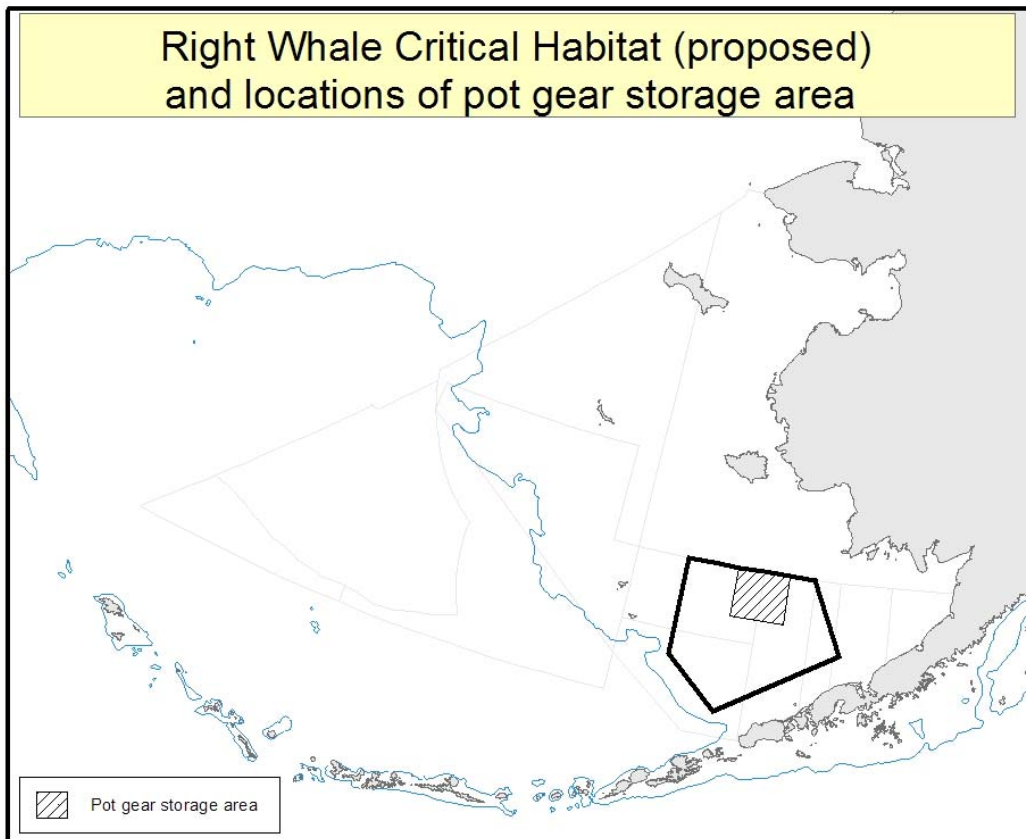 Right Whale Critical Habitat (proposed)
and locations of pot gear storage area
Pot gear storage area